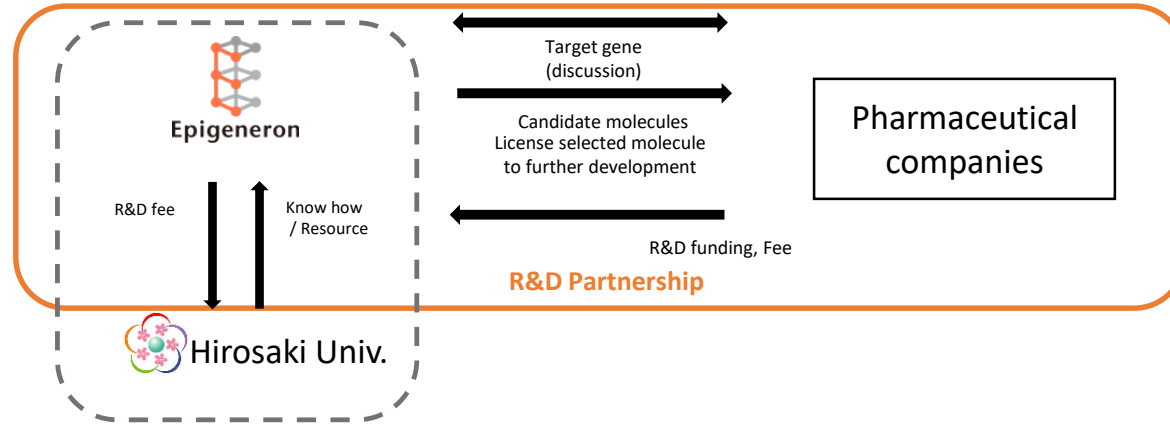 Target gene
(discussion)
Epigeneron
Candidate molecules
License selected molecule
to further development
Pharmaceutical
companies
R&D fee
Know how
/ Resource
R&D funding, Fee
R&D Partnership
Hirosaki Univ.